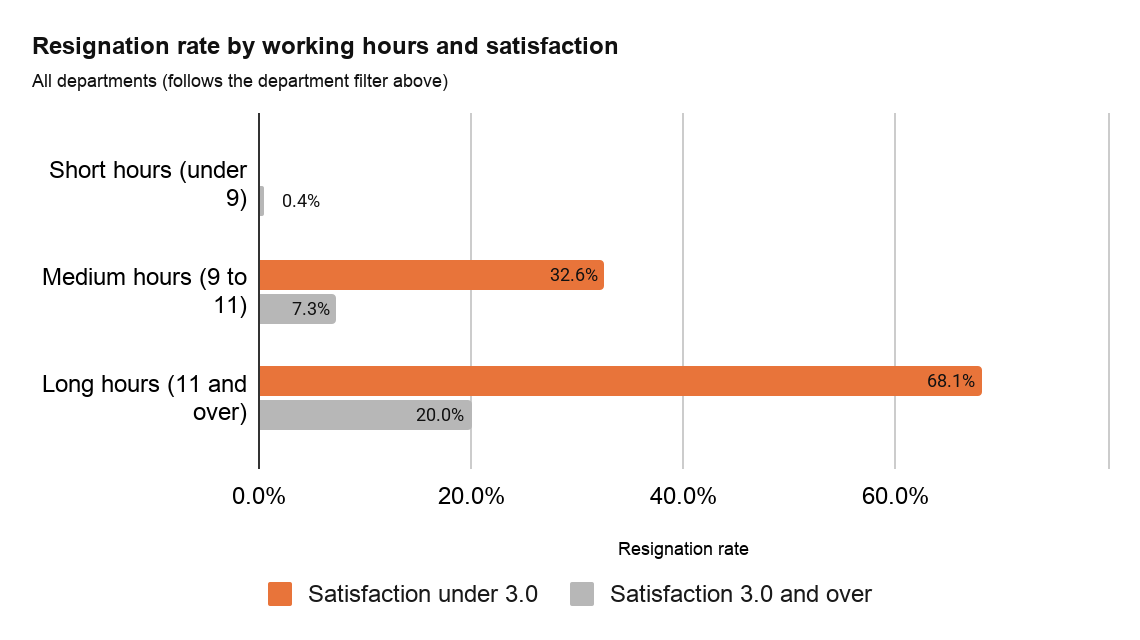 Resignation rate by working hours and satisfaction
All departments (follows the department filter above)
Short hours (under
9)
0.4%
Medium hours (9 to
11)
32.6%
7.3%
Long hours (11 and
over)
68.1%
20.0%
0.0%
20.0%
40.0%
60.0%
Resignation rate
Satisfaction under 3.0
Satisfaction 3.0 and over